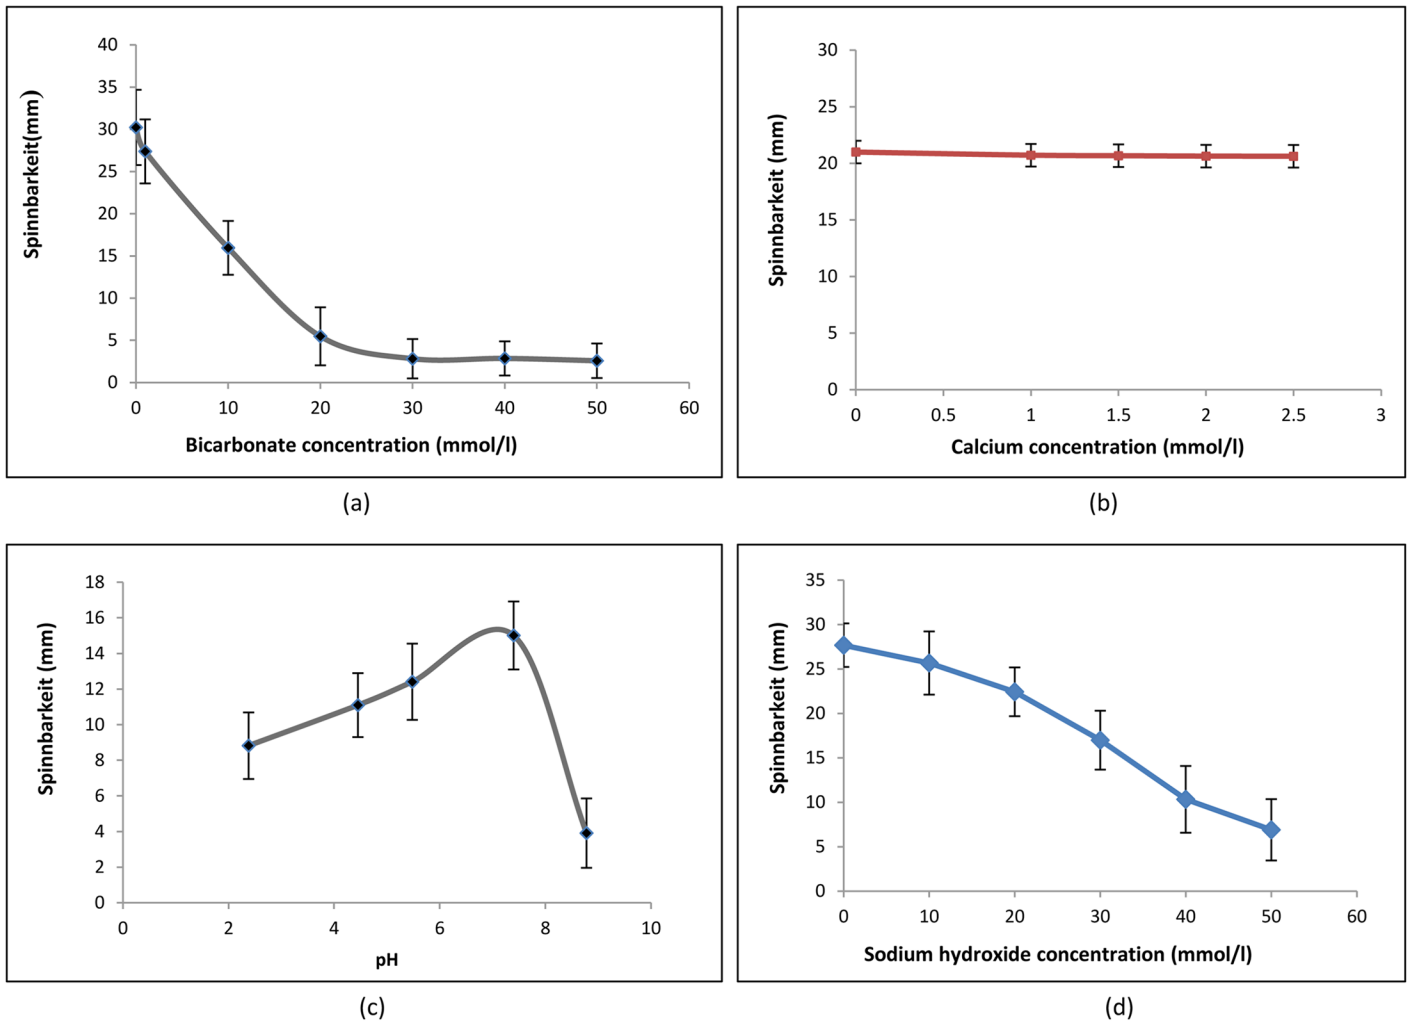 40
35
30
25
20
15
10
5
0
Spinnbarkeit(mm)
0 10 20 30 40 50 60
Bicarbonate concentration (mmol/l)
(a)
30
25
20
15
10
5
0
Spinnbarkeit (mm)
0 0.5 1 1.5 2 2.5 3
Calcium concentration (mmol/l)
(b)
18
16
14
12
10
8
6
4
2
0
Spinnbarkeit (mm)
0 2 4 6 8 10
pH
(c)
35
30
25
20
15
10
5
0
Spinnbarkeit (mm)
0 10 20 30 40 50 60
Sodium hydroxide concentration (mmol/l)
(d)